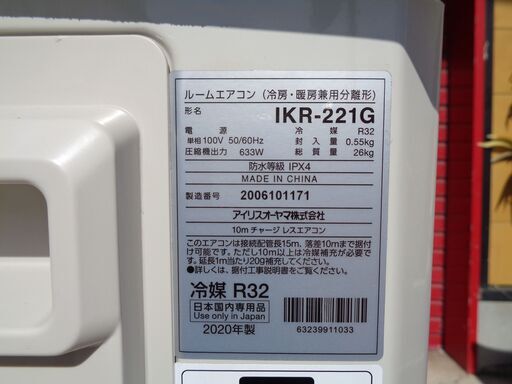 ルームエアコン（冷房・暖房兼用分離形）
形名 IKR-221G
電源 単相100V 50/60Hz
圧縮機出力 633W
冷媒 R32
封入量 0.55kg
総質量 26kg
防水等級 IPX4
MADE IN CHINA
製造番号 2006101171
アイリスオーヤマ株式会社
10mチャージレスエアコン
このエアコンは接続配管長15m、落差10mまで据付
け可能です。ただし10m以上は冷媒補充が必要で
す。延長1m当たり20g補充してください。
●詳しくは、据付工事説明書をご覧ください。
冷媒 R32
日本国内専用品
Use only in Japan
2020年製
63239911033